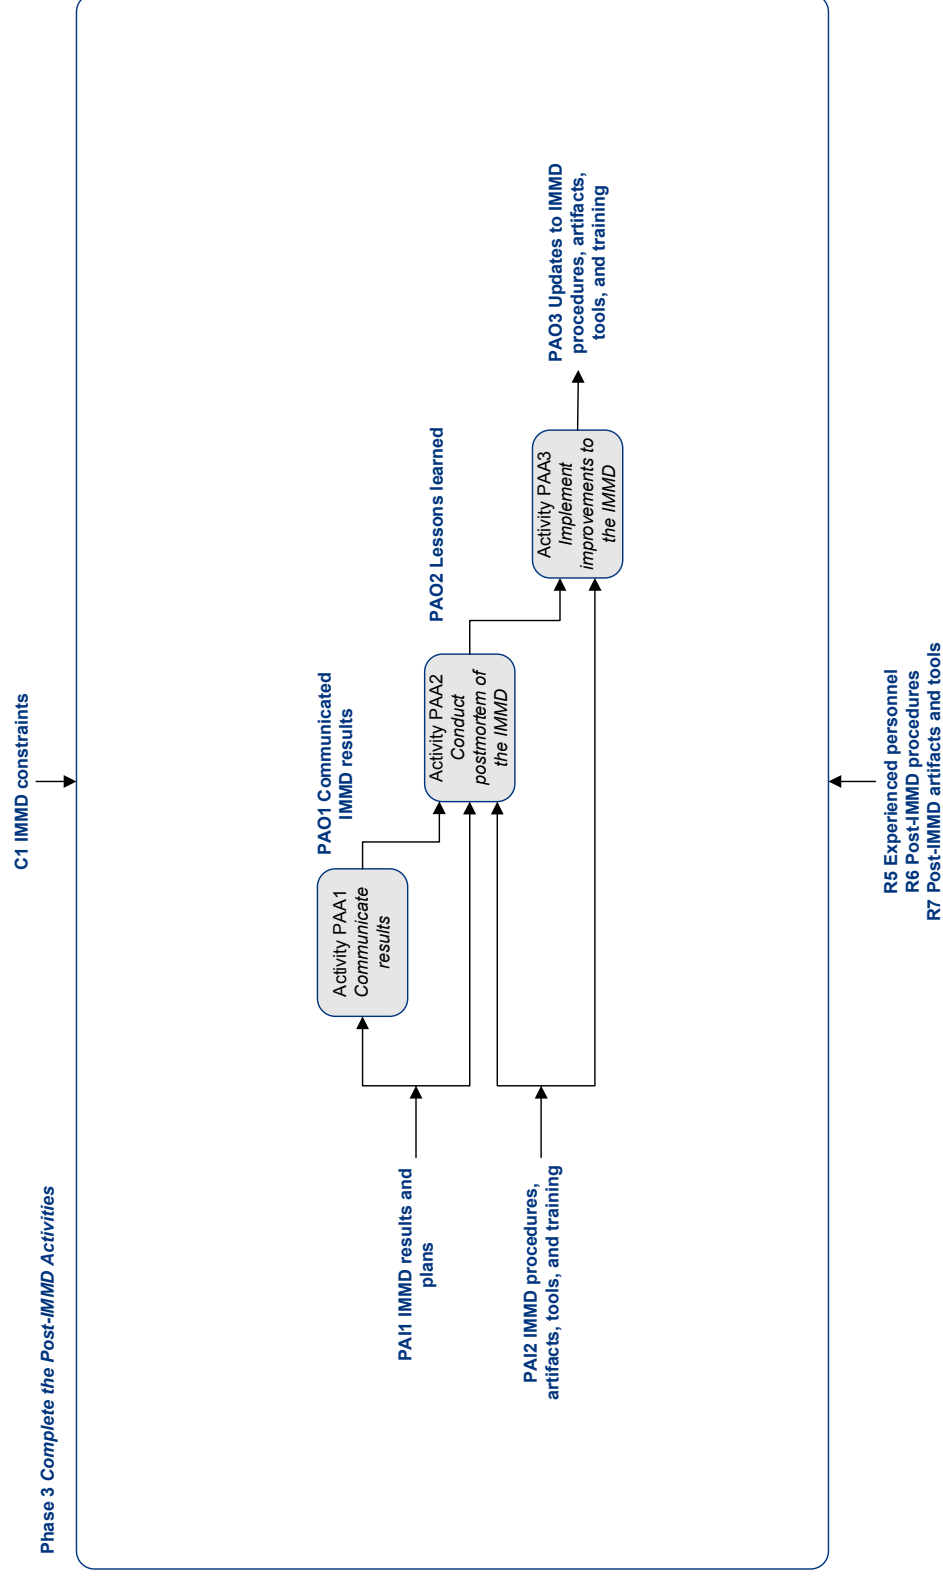 Phase 3 Complete the Post-IMMD Activities
C1 IMMD constraints
PAI1 IMMD results and
plans
PAI2 IMMD procedures,
artifacts, tools, and training
Activity PAA1
Communicate
results
PAO1 Communicated
IMMD results
Activity PAA2
Conduct
postmortem of
the IMMD
PAO2 Lessons learned
Activity PAA3
Implement
improvements to
the IMMD
PAO3 Updates to IMMD
procedures, artifacts,
tools, and training
R5 Experienced personnel
R6 Post-IMMD procedures
R7 Post-IMMD artifacts and tools